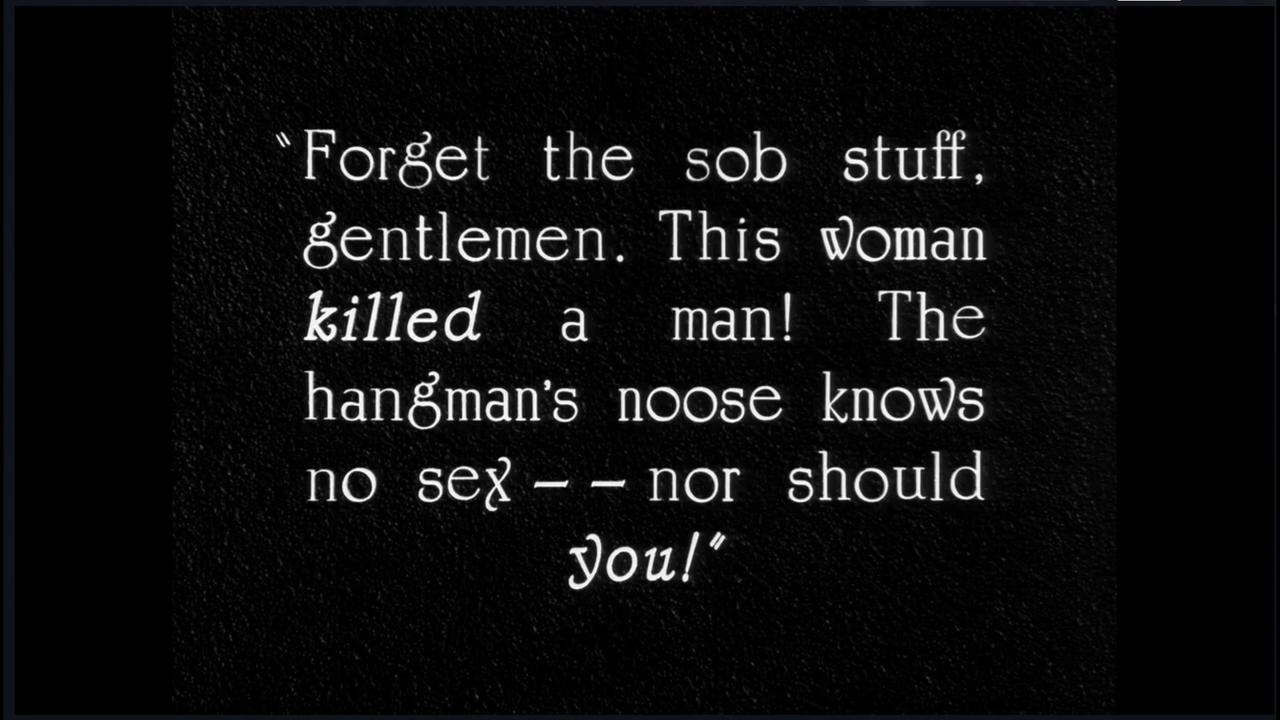 "Forget the sob stuff,
gentlemen. This woman
killed a man! The
hangman's noose knows
no sex -- nor should
you!"